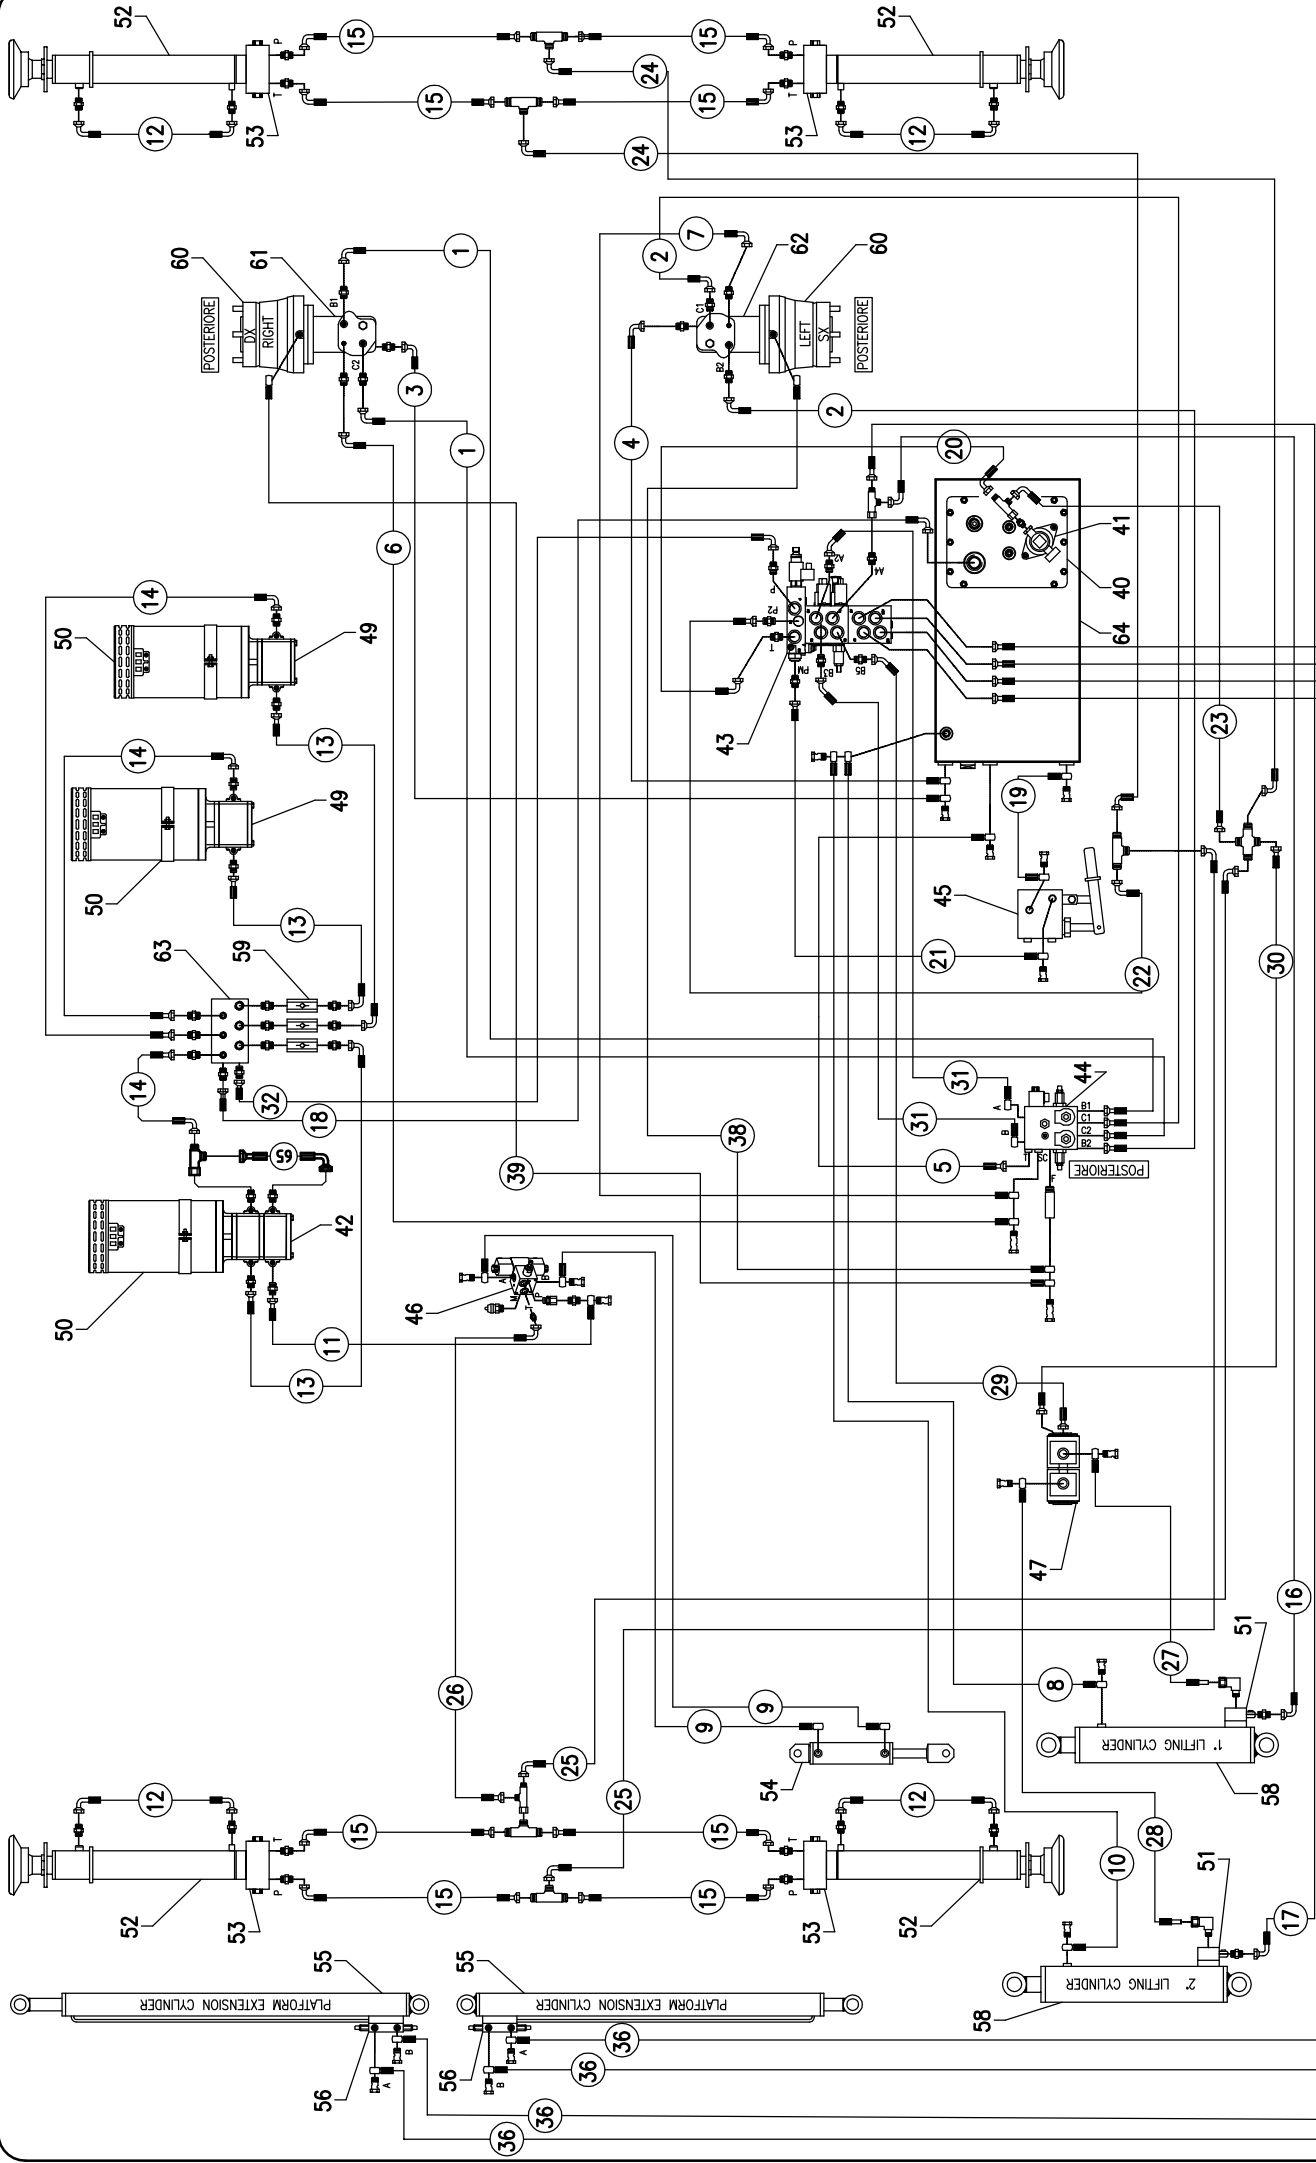 52
52
15
15
P
P
24
T
T
15
15
53
53
12
12
24
60
61
1
7
2
62
60
POSTERIORE
DX
RIGHT
B1
C2
C1
B2
LEFT
SX
POSTERIORE
3
4
2
1
20
6
14
50
49
14
50
49
13
13
63
59
14
32
18
65
50
42
11
13
P
P2
T
PM
A2
A4
B3
B5
43
41
40
64
23
19
45
21
22
30
31
31
A
B
44
38
5
T
SC
F
B1
C1
C2
B2
POSTERIORE
39
46
A
M
B
P
T
29
47
16
51
27
8
26
25
9
9
54
25
1° LIFTING CYLINDER
58
12
12
15
15
T
T
P
P
15
15
53
53
52
52
28
10
51
17
2° LIFTING CYLINDER
58
55
55
PLATFORM EXTENSION CYLINDER
PLATFORM EXTENSION CYLINDER
56
56
B
A
A
B
36
36
36
36